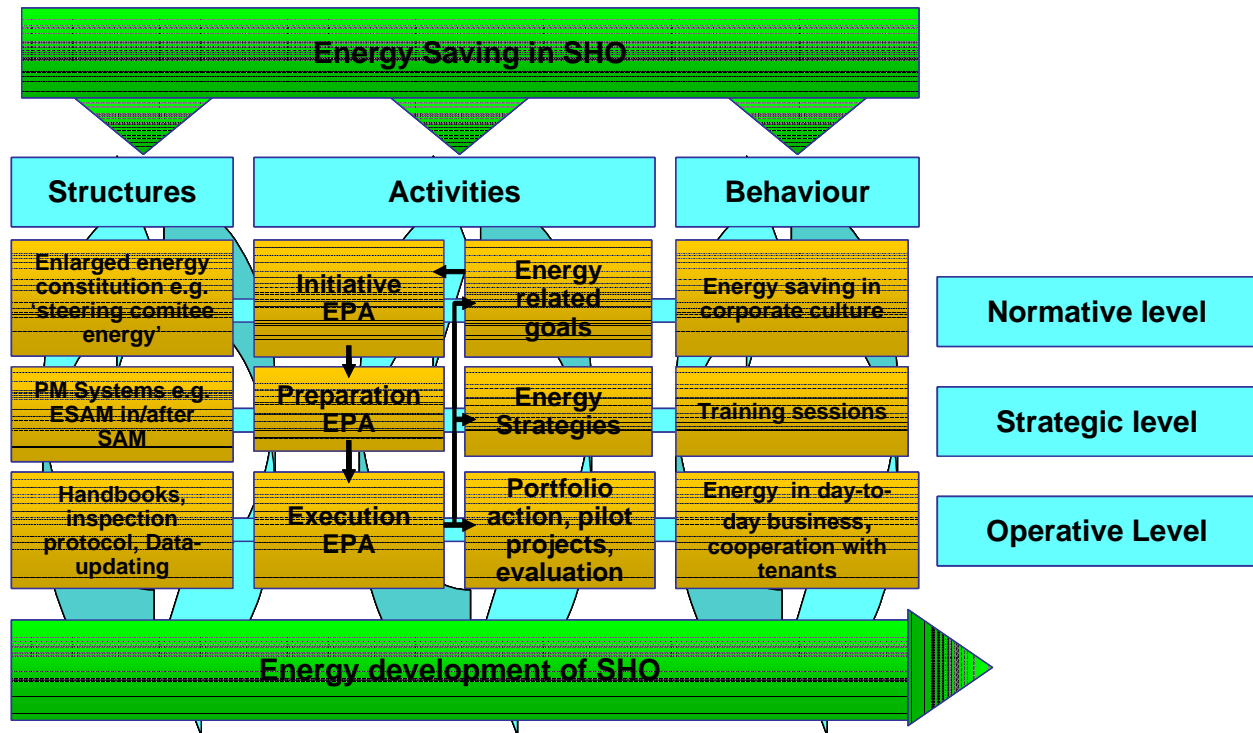 Energy Saving in SHO
Structures
Activities
Behaviour
Enlarged energy
constitution e.g.
‘steering comitee
energy’
Initiative
EPA
Energy
related
goals
Energy saving in
corporate culture
Normative level
PM Systems e.g.
ESAM in/after
SAM
Preparation
EPA
Energy
Strategies
Training sessions
Strategic level
Handbooks,
inspection
protocol, Data-
updating
Execution
EPA
Portfolio
action, pilot
projects,
evaluation
Energy in day-to-
day business,
cooperation with
tenants
Operative Level
Energy development of SHO